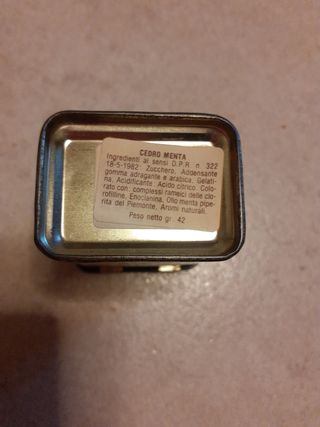 CEDRO MENTA
Ingredienti ai sensi D.P.R. n. 322
18-5-1982: Zucchero, Addensante
gomma adragante e arabica, Gelati-
na, Acidificante: Acido citrico. Colo-
rato con: complessi rameici delle clo-
rofilline, Enocianina, Olio menta pipe-
rita del Piemonte, Aromi naturali.
Peso netto gr. 42